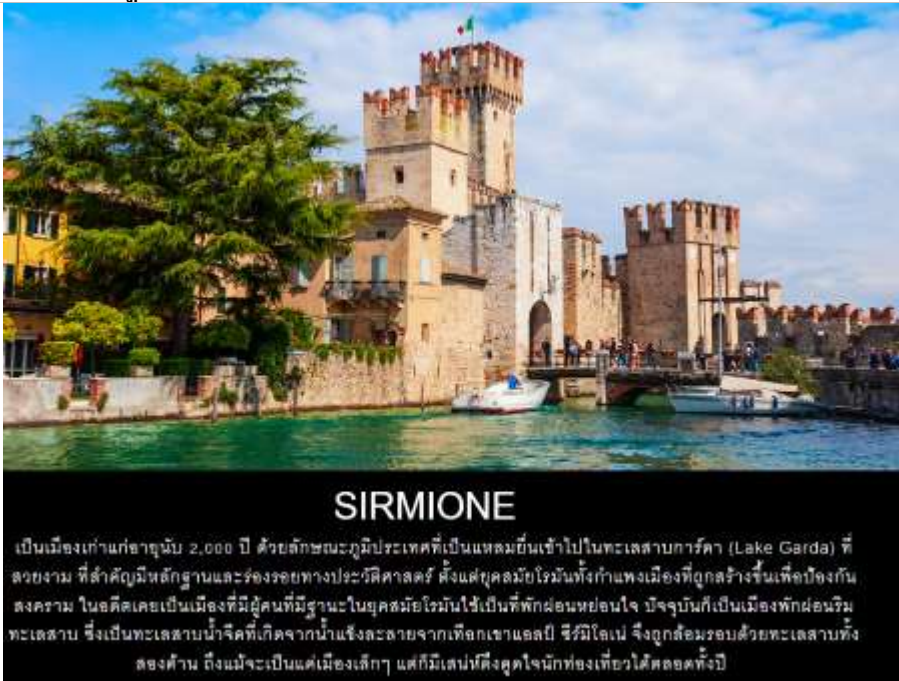 SIRMIONE
เป็นเมืองเก่าแก่อายุนับ 2,000 ปี ด้วยลักษณะภูมิประเทศที่เป็นแหลมยื่นเข้าไปในทะเลสาบการ์ดา (Lake Garda) ที่
สวยงาม ที่สำคัญมีหลักฐานและร่องรอยทางประวัติศาสตร์ ตั้งแต่ยุคสมัยโรมันทั้งกำแพงเมืองที่ถูกสร้างขึ้นเพื่อป้องกัน
สงคราม ในอดีตเคยเป็นเมืองที่มีผู้คนที่มีฐานะในยุคสมัยโรมันใช้เป็นที่พักผ่อนหย่อนใจ ปัจจุบันก็เป็นเมืองพักผ่อนริม
ทะเลสาบ ซึ่งเป็นทะเลสาบน้ำจืดที่เกิดจากน้ำแข็งละลายจากเทือกเขาแอลป์ ซีร์มิโอเน่ จึงถูกล้อมรอบด้วยทะเลสาบทั้ง
สองด้าน ถึงแม้จะเป็นแค่เมืองเล็กๆ แต่ก็มีเสน่ห์ดึงดูดใจนักท่องเที่ยวได้ตลอดทั้งปี